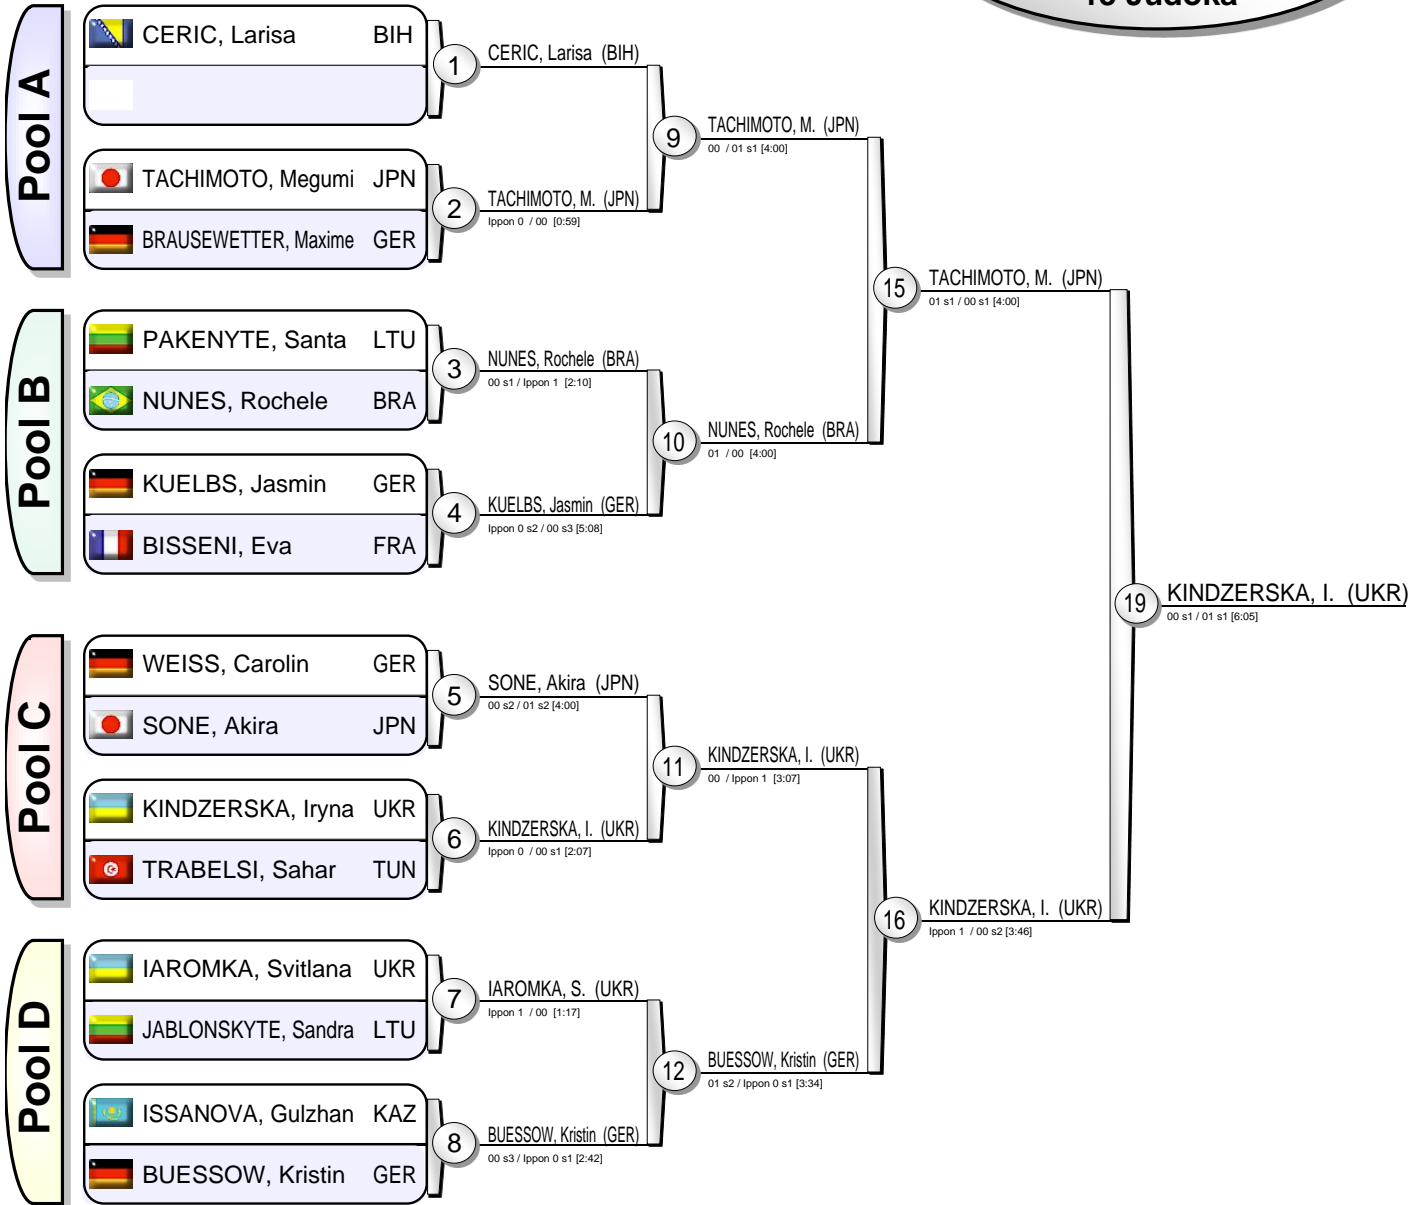 15 Judoka
Pool A
CERIC, Larisa BIH
1
CERIC, Larisa (BIH)
TACHIMOTO, Megumi JPN
BRAUSEWETTER, Maxime GER
2
TACHIMOTO, M. (JPN)
Ippon 0 / 00 [0:59]
9
TACHIMOTO, M. (JPN)
00 / 01 s1 [4:00]
Pool B
PAKENYTE, Santa LTU
NUNES, Rochele BRA
3
NUNES, Rochele (BRA)
00 s1 / Ippon 1 [2:10]
KUELBS, Jasmin GER
BISSENI, Eva FRA
4
KUELBS, Jasmin (GER)
Ippon 0 s2 / 00 s3 [5:08]
10
NUNES, Rochele (BRA)
01 / 00 [4:00]
15
TACHIMOTO, M. (JPN)
01 s1 / 00 s1 [4:00]
Pool C
WEISS, Carolin GER
SONE, Akira JPN
5
SONE, Akira (JPN)
00 s2 / 01 s2 [4:00]
KINDZERSKA, Iryna UKR
TRABELSI, Sahar TUN
6
KINDZERSKA, I. (UKR)
Ippon 0 / 00 s1 [2:07]
11
KINDZERSKA, I. (UKR)
00 / Ippon 1 [3:07]
Pool D
IAROMKA, Svitlana UKR
JABLONSKYTE, Sandra LTU
7
IAROMKA, S. (UKR)
Ippon 1 / 00 [1:17]
ISSANOVA, Gulzhan KAZ
BUESSOW, Kristin GER
8
BUESSOW, Kristin (GER)
00 s3 / Ippon 0 s1 [2:42]
12
BUESSOW, Kristin (GER)
01 s2 / Ippon 0 s1 [3:34]
16
KINDZERSKA, I. (UKR)
Ippon 1 / 00 s2 [3:46]
19
KINDZERSKA, I. (UKR)
00 s1 / 01 s1 [6:05]